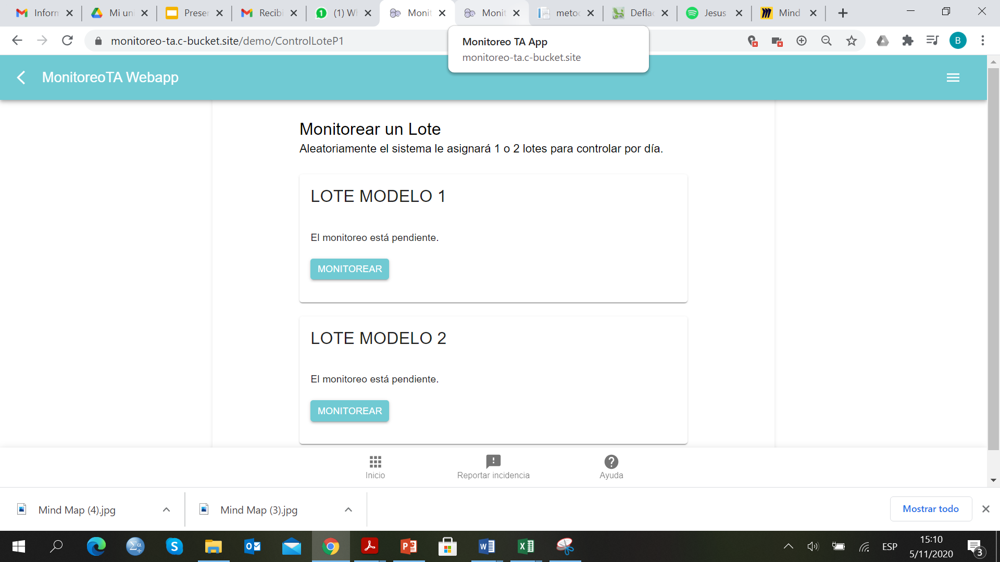 Inform
Mi uni
Preser
Recibi
(1) W
Monit
Monit
metoc
Deflac
Jesus
Mind
monitoreo-ta.c-bucket.site/demo/ControlLoteP1
B
Monitoreo TA App
monitoreo-ta.c-bucket.site
MonitoreoTA Webapp
Monitorear un Lote
Aleatoriamente el sistema le asignará 1 o 2 lotes para controlar por día.
LOTE MODELO 1
El monitoreo está pendiente.
MONITOREAR
LOTE MODELO 2
El monitoreo está pendiente.
MONITOREAR
Inicio
Reportar incidencia
Ayuda
Mind Map (4).jpg
Mind Map (3).jpg
Mostrar todo
ESP
15:10
5/11/2020
3